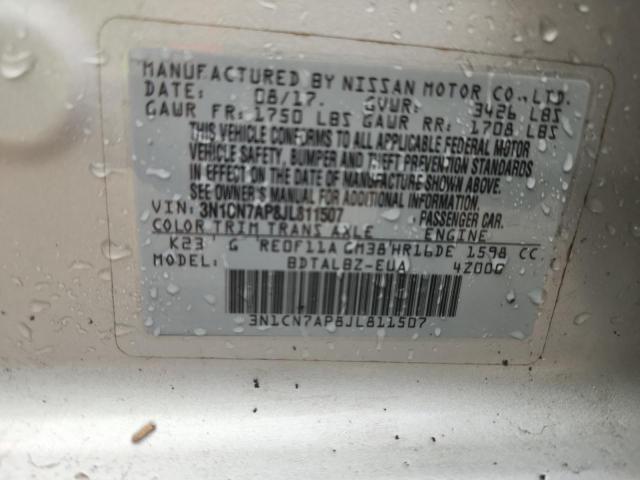 MANUFACTURED BY NISSAN MOTOR CO., LTD.
DATE: 08/17. GVWR: 3426 LBS
GAWR FR: 1750 LBS GAWR RR: 1708 LBS
THIS VEHICLE CONFORMS TO ALL APPLICABLE FEDERAL MOTOR
VEHICLE SAFETY, BUMPER AND THEFT PREVENTION STANDARDS
IN EFFECT ON THE DATE OF MANUFACTURE SHOWN ABOVE.
SEE OWNER'S MANUAL FOR ADDITIONAL INFORMATION.
VIN: 3N1CN7AP8JL811507 PASSENGER CAR.
COLOR TRIM TRANS AXLE ENGINE
K23 G RE0F11A GM38 HR16DE 1598 CC
MODEL: BDTALBZ-EUA 4Z000
3N1CN7AP8JL811507